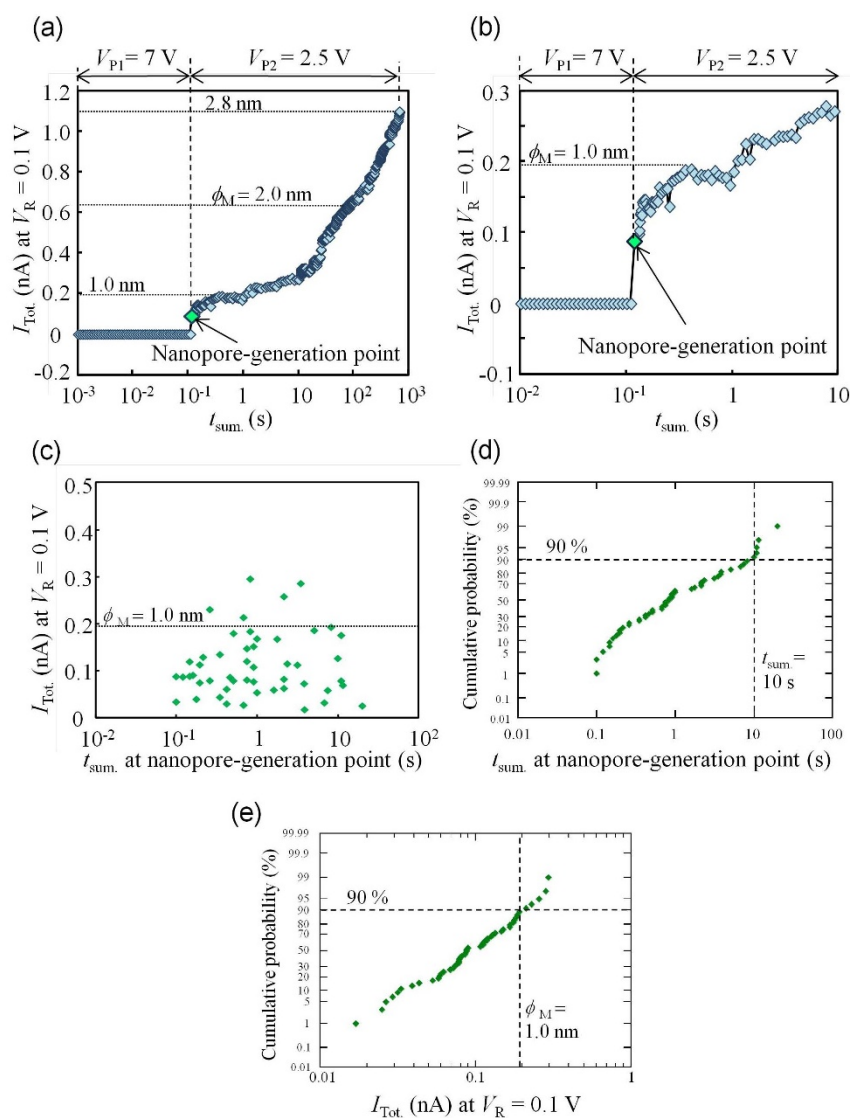 (a)
V_P1 = 7 V
V_P2 = 2.5 V
I_Tot. (nA) at V_R = 0.1 V
1.2
1.0
0.8
0.6
0.4
0.2
0
-0.2
2.8 nm
ϕ_M = 2.0 nm
1.0 nm
Nanopore-generation point
10^-3
10^-2
10^-1
1
10^1
10^2
10^3
t_sum. (s)
(b)
V_P1 = 7 V
V_P2 = 2.5 V
I_Tot. (nA) at V_R = 0.1 V
0.3
0.2
0.1
0
-0.1
ϕ_M = 1.0 nm
Nanopore-generation point
10^-2
10^-1
1
10
t_sum. (s)
(c)
I_Tot. (nA) at V_R = 0.1 V
0.5
0.4
0.3
0.2
0.1
0
ϕ_M = 1.0 nm
10^-2
10^-1
1
10^1
10^2
t_sum. at nanopore-generation point (s)
(d)
Cumulative probability (%)
99.99
99.9
99
95
90
80
70
50
30
20
10
5
1
0.1
0.01
90 %
t_sum. =
10 s
0.01
0.1
1
10
100
t_sum. at nanopore-generation point (s)
(e)
Cumulative probability (%)
99.99
99.9
99
95
90
80
70
50
30
20
10
5
1
0.1
0.01
90 %
ϕ_M =
1.0 nm
0.01
0.1
1
I_Tot. (nA) at V_R = 0.1 V